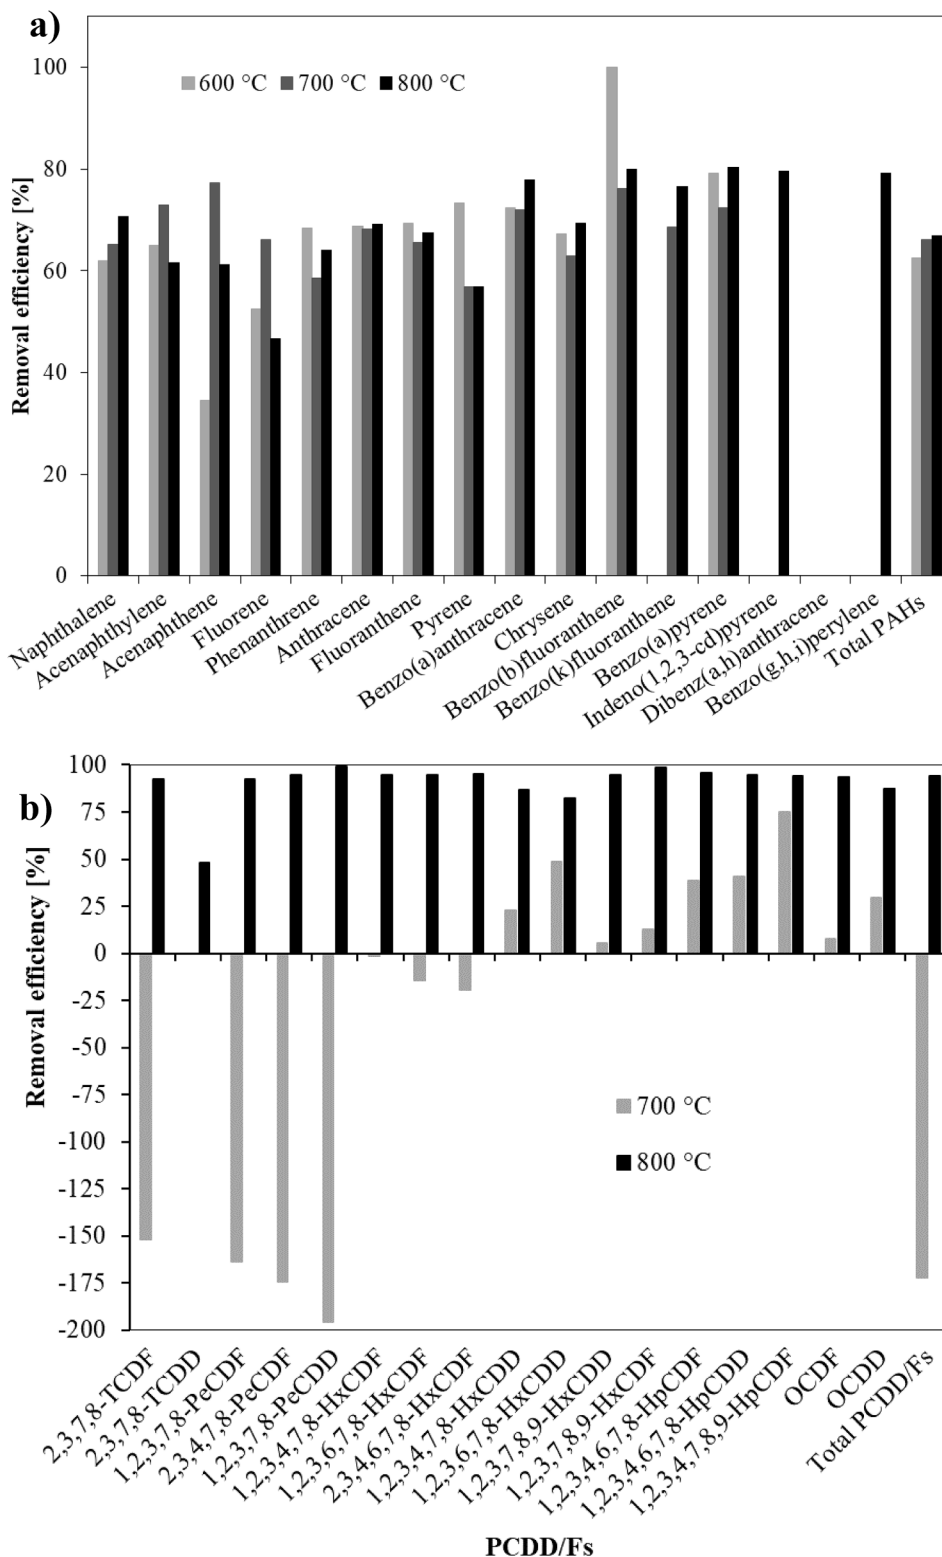 a)
600 °C 700 °C 800 °C
Removal efficiency [%]
100
80
60
40
20
0
Naphthalene
Acenaphthylene
Acenaphthene
Fluorene
Phenanthrene
Anthracene
Fluoranthene
Pyrene
Benzo(a)anthracene
Chrysene
Benzo(b)fluoranthene
Benzo(k)fluoranthene
Benzo(a)pyrene
Indeno(1,2,3-cd)pyrene
Dibenz(a,h)anthracene
Benzo(g,h,i)perylene
Total PAHs
b)
Removal efficiency [%]
100
75
50
25
0
-25
-50
-75
-100
-125
-150
-175
-200
700 °C
800 °C
2,3,7,8-TCDF
2,3,7,8-TCDD
1,2,3,7,8-PeCDF
2,3,4,7,8-PeCDF
1,2,3,7,8-PeCDD
1,2,3,4,7,8-HxCDF
1,2,3,6,7,8-HxCDF
2,3,4,6,7,8-HxCDF
1,2,3,4,7,8-HxCDD
1,2,3,6,7,8-HxCDD
1,2,3,7,8,9-HxCDD
1,2,3,7,8,9-HxCDF
1,2,3,4,6,7,8-HpCDF
1,2,3,4,6,7,8-HpCDD
1,2,3,4,7,8,9-HpCDF
OCDF
OCDD
Total PCDD/Fs
PCDD/Fs